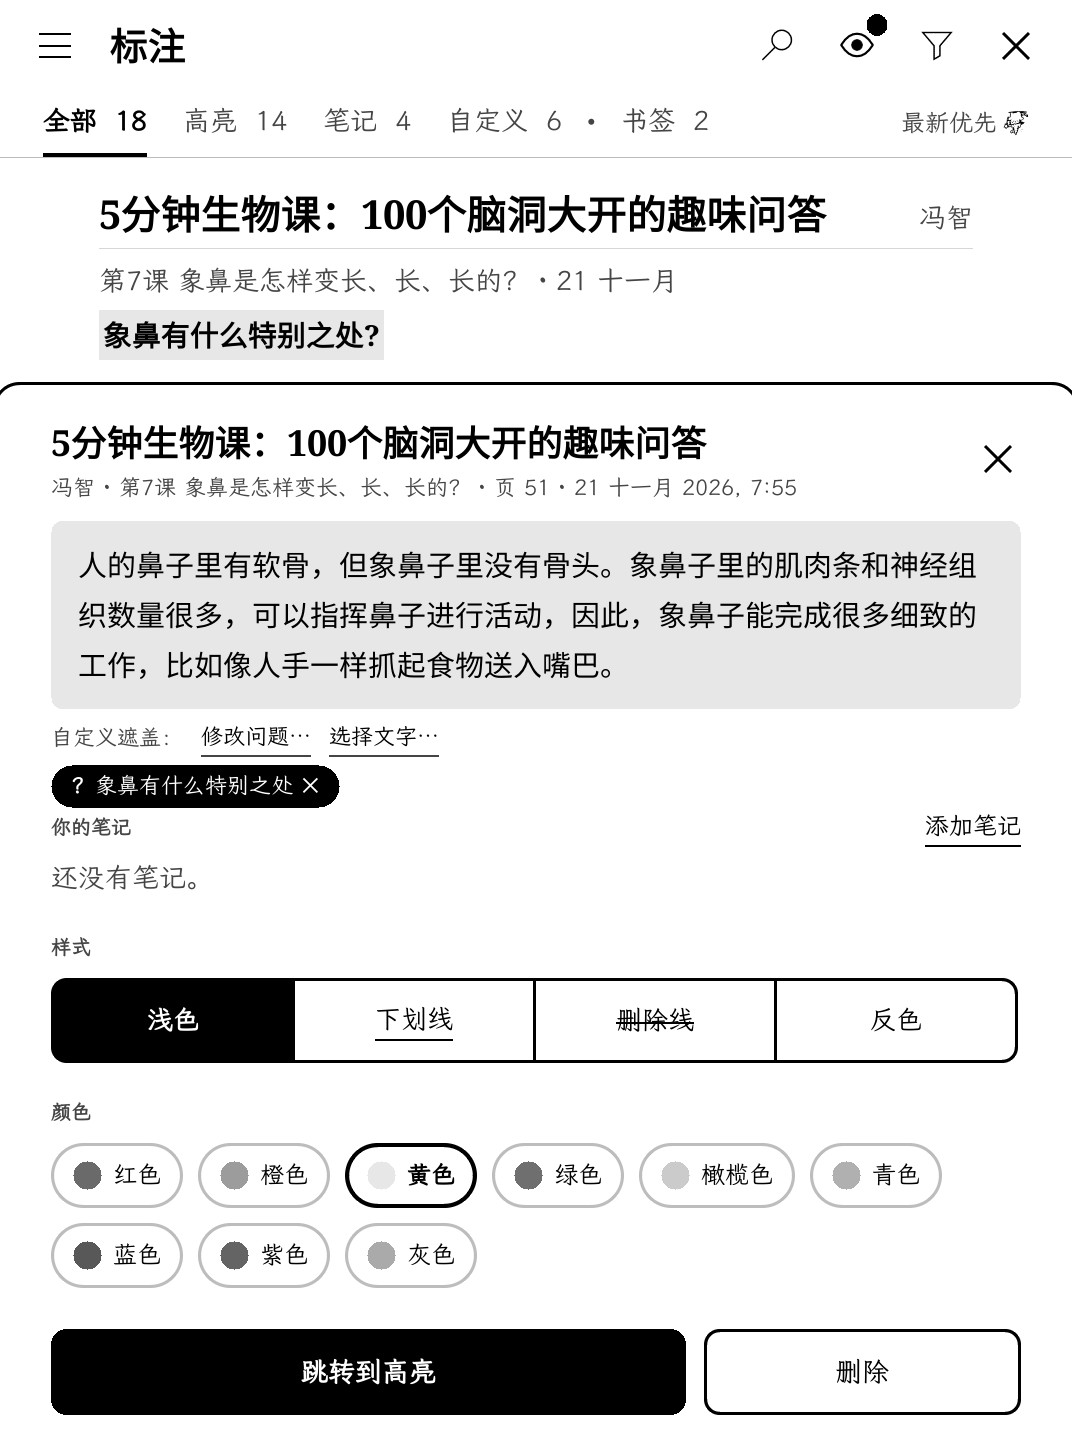 标注
全部 18 高亮 14 笔记 4 自定义 6 • 书签 2 最新优先
5分钟生物课：100个脑洞大开的趣味问答 冯智
第7课 象鼻是怎样变长、长、长的？・21 十一月
象鼻有什么特别之处?
5分钟生物课：100个脑洞大开的趣味问答
冯智・第7课 象鼻是怎样变长、长、长的？・页 51・21 十一月 2026, 7:55
人的鼻子里有软骨，但象鼻子里没有骨头。象鼻子里的肌肉条和神经组
织数量很多，可以指挥鼻子进行活动，因此，象鼻子能完成很多细致的
工作，比如像人手一样抓起食物送入嘴巴。
自定义遮盖： 修改问题… 选择文字…
? 象鼻有什么特别之处 ×
你的笔记 添加笔记
还没有笔记。
样式
浅色 下划线 删除线 反色
颜色
红色 橙色 黄色 绿色 橄榄色 青色
蓝色 紫色 灰色
跳转到高亮 删除